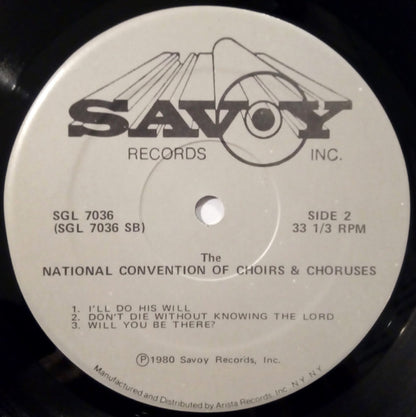 SAVOY
RECORDS INC.
SGL 7036 SIDE 2
(SGL 7036 SB) 33 1/3 RPM
The
NATIONAL CONVENTION OF CHOIRS & CHORUSES
1. I'LL DO HIS WILL
2. DON'T DIE WITHOUT KNOWING THE LORD
3. WILL YOU BE THERE?
Ⓟ1980 Savoy Records, Inc.
Manufactured and Distributed by Arista Records, Inc., N.Y. N.Y.